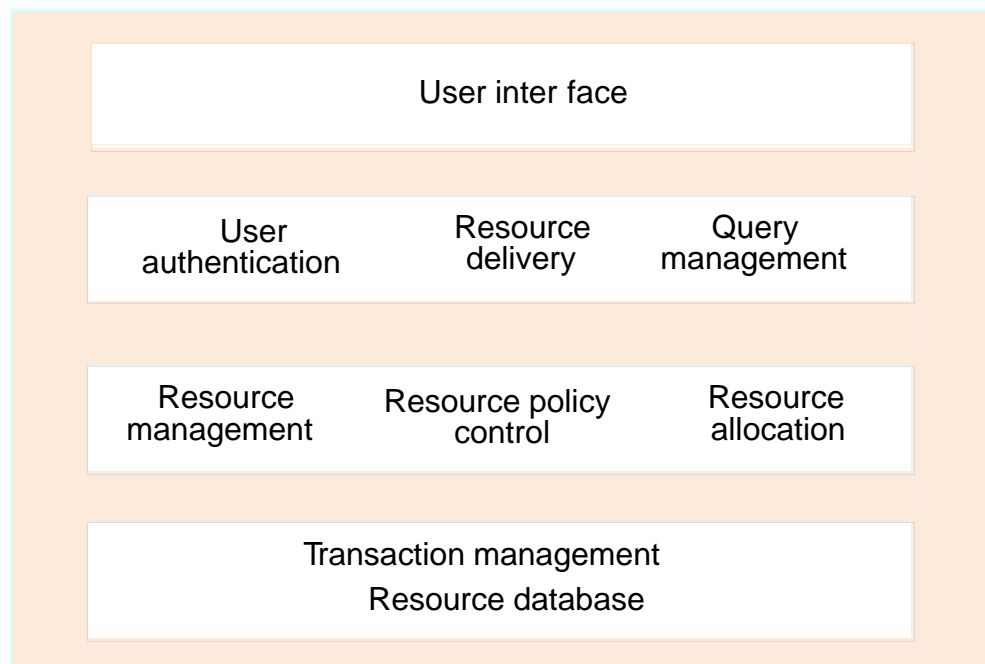 User inter face
User authentication
Resource delivery
Query management
Resource management
Resource policy control
Resource allocation
Transaction management
Resource database